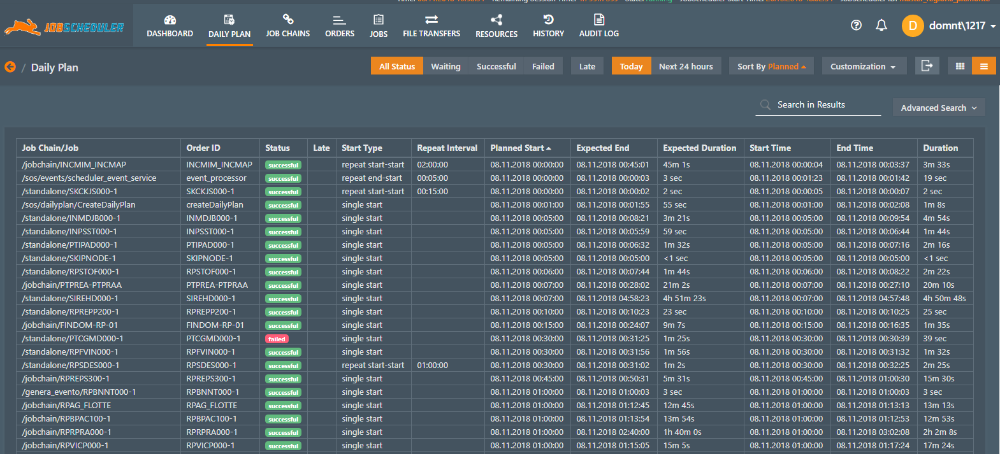 JOBSCHEDULER
DASHBOARD
DAILY PLAN
JOB CHAINS
ORDERS
JOBS
FILE TRANSFERS
RESOURCES
HISTORY
AUDIT LOG
D
domnt\1217
/ Daily Plan
All Status Waiting Successful Failed Late Today Next 24 hours Sort By Planned Customization
Search in Results
Advanced Search
Job Chain/Job Order ID Status Late Start Type Repeat Interval Planned Start Expected End Expected Duration Start Time End Time Duration
/jobchain/INCMIM_INCMAP INCMIM_INCMAP successful repeat start-start 02:00:00 08.11.2018 00:00:00 08.11.2018 00:45:01 45m 1s 08.11.2018 00:00:04 08.11.2018 00:03:37 3m 33s
/sos/events/scheduler_event_service event_processor successful repeat end-start 00:05:00 08.11.2018 00:00:00 08.11.2018 00:00:03 3 sec 08.11.2018 00:01:23 08.11.2018 00:01:42 19 sec
/standalone/SKCKJS000-1 SKCKJS000-1 successful repeat start-start 00:15:00 08.11.2018 00:00:00 08.11.2018 00:00:02 2 sec 08.11.2018 00:00:05 08.11.2018 00:00:07 2 sec
/sos/dailyplan/CreateDailyPlan createDailyPlan successful single start 08.11.2018 00:01:00 08.11.2018 00:01:55 55 sec 08.11.2018 00:01:00 08.11.2018 00:02:08 1m 8s
/standalone/INMDJB000-1 INMDJB000-1 successful single start 08.11.2018 00:05:00 08.11.2018 00:08:21 3m 21s 08.11.2018 00:05:00 08.11.2018 00:09:54 4m 54s
/standalone/INPSST000-1 INPSST000-1 successful single start 08.11.2018 00:05:00 08.11.2018 00:05:59 59 sec 08.11.2018 00:05:00 08.11.2018 00:06:44 1m 44s
/standalone/PTIPAD000-1 PTIPAD000-1 successful single start 08.11.2018 00:05:00 08.11.2018 00:06:32 1m 32s 08.11.2018 00:05:00 08.11.2018 00:07:16 2m 16s
/standalone/SKIPNODE-1 SKIPNODE-1 successful single start 08.11.2018 00:05:00 08.11.2018 00:05:00 <1 sec 08.11.2018 00:05:00 08.11.2018 00:05:00 <1 sec
/standalone/RPSTOF000-1 RPSTOF000-1 successful single start 08.11.2018 00:06:00 08.11.2018 00:07:44 1m 44s 08.11.2018 00:06:00 08.11.2018 00:08:22 2m 22s
/jobchain/PTPREA-PTPRAA PTPREA-PTPRAA successful single start 08.11.2018 00:07:00 08.11.2018 00:28:02 21m 2s 08.11.2018 00:07:00 08.11.2018 00:27:10 20m 10s
/standalone/SIREHD000-1 SIREHD000-1 successful single start 08.11.2018 00:07:00 08.11.2018 04:58:23 4h 51m 23s 08.11.2018 00:07:00 08.11.2018 04:57:48 4h 50m 48s
/standalone/RPREPP200-1 RPREPP200-1 successful single start 08.11.2018 00:10:00 08.11.2018 00:10:23 23 sec 08.11.2018 00:10:00 08.11.2018 00:10:25 25 sec
/jobchain/FINDOM-RP-01 FINDOM-RP-01 successful single start 08.11.2018 00:15:00 08.11.2018 00:24:07 9m 7s 08.11.2018 00:15:00 08.11.2018 00:16:35 1m 35s
/standalone/PTCGMD000-1 PTCGMD000-1 failed single start 08.11.2018 00:30:00 08.11.2018 00:31:25 1m 25s 08.11.2018 00:30:00 08.11.2018 00:30:39 39 sec
/standalone/RPFVIN000-1 RPFVIN000-1 successful single start 08.11.2018 00:30:00 08.11.2018 00:31:56 1m 56s 08.11.2018 00:30:00 08.11.2018 00:31:32 1m 32s
/standalone/RPSDES000-1 RPSDES000-1 successful repeat start-start 01:00:00 08.11.2018 00:30:00 08.11.2018 00:31:02 1m 2s 08.11.2018 00:30:00 08.11.2018 00:32:25 2m 25s
/jobchain/RPREPS300-1 RPREPS300-1 successful single start 08.11.2018 00:45:00 08.11.2018 00:50:31 5m 31s 08.11.2018 00:45:00 08.11.2018 01:00:30 15m 30s
/genera_evento/RPBNNT000-1 RPBNNT000-1 successful single start 08.11.2018 01:00:00 08.11.2018 01:00:03 3 sec 08.11.2018 01:00:00 08.11.2018 01:00:03 3 sec
/jobchain/RPAG_FLOTTE RPAG_FLOTTE successful single start 08.11.2018 01:00:00 08.11.2018 01:12:45 12m 45s 08.11.2018 01:00:00 08.11.2018 01:13:13 13m 13s
/jobchain/RPBPAC100-1 RPBPAC100-1 successful single start 08.11.2018 01:00:00 08.11.2018 01:13:54 13m 54s 08.11.2018 01:00:00 08.11.2018 01:12:53 12m 53s
/jobchain/RPRPRA000-1 RPRPRA000-1 successful single start 08.11.2018 01:00:00 08.11.2018 02:40:00 1h 40m 0s 08.11.2018 01:00:00 08.11.2018 03:02:08 2h 2m 8s
/jobchain/RPVICP000-1 RPVICP000-1 successful single start 08.11.2018 01:00:00 08.11.2018 01:15:05 15m 5s 08.11.2018 01:00:00 08.11.2018 01:17:24 17m 24s